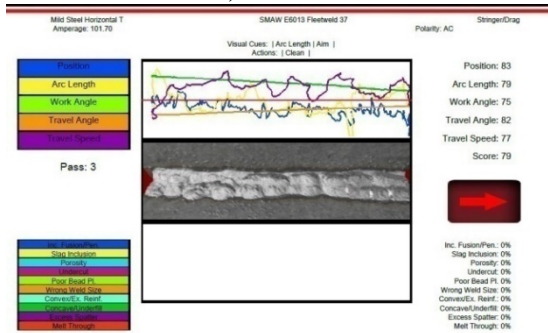 Mild Steel Horizontal T
SMAW E6013 Fleetweld 37
Stringer/Drag
Amperage: 101.70
Polarity: AC
Visual Cues: | Arc Length | Aim |
Actions: | Clean |
Position
Arc Length
Work Angle
Travel Angle
Travel Speed
Pass: 3
Position: 83
Arc Length: 79
Work Angle: 75
Travel Angle: 82
Travel Speed: 77
Score: 79
Inc. Fusion/Pen.
Slag Inclusion
Porosity
Undercut
Poor Bead Pl.
Wrong Weld Size
Convex/Ex. Reinf.
Concave/Underfill
Excess Spatter
Melt Through
Inc. Fusion/Pen.: 0%
Slag Inclusion: 0%
Porosity: 0%
Undercut: 0%
Poor Bead Pl.: 0%
Wrong Weld Size: 0%
Convex/Ex. Reinf.: 0%
Concave/Underfill: 0%
Excess Spatter: 0%
Melt Through: 0%